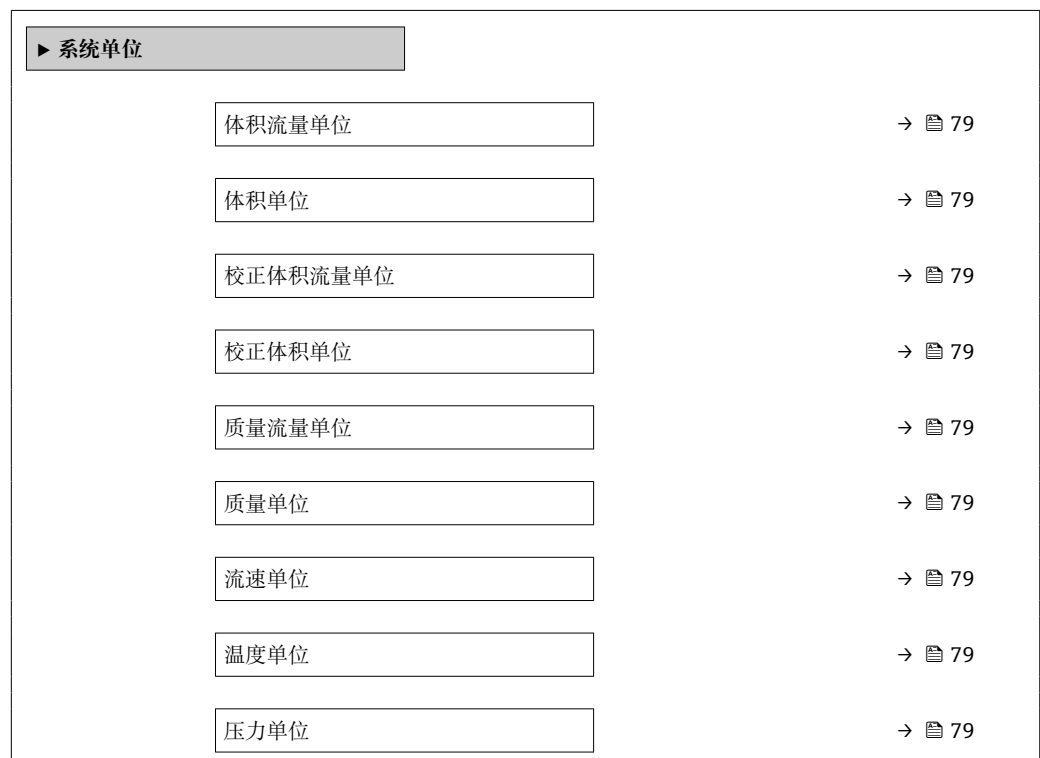 ▶ 系统单位
体积流量单位 → 🖹 79
体积单位 → 🖹 79
校正体积流量单位 → 🖹 79
校正体积单位 → 🖹 79
质量流量单位 → 🖹 79
质量单位 → 🖹 79
流速单位 → 🖹 79
温度单位 → 🖹 79
压力单位 → 🖹 79